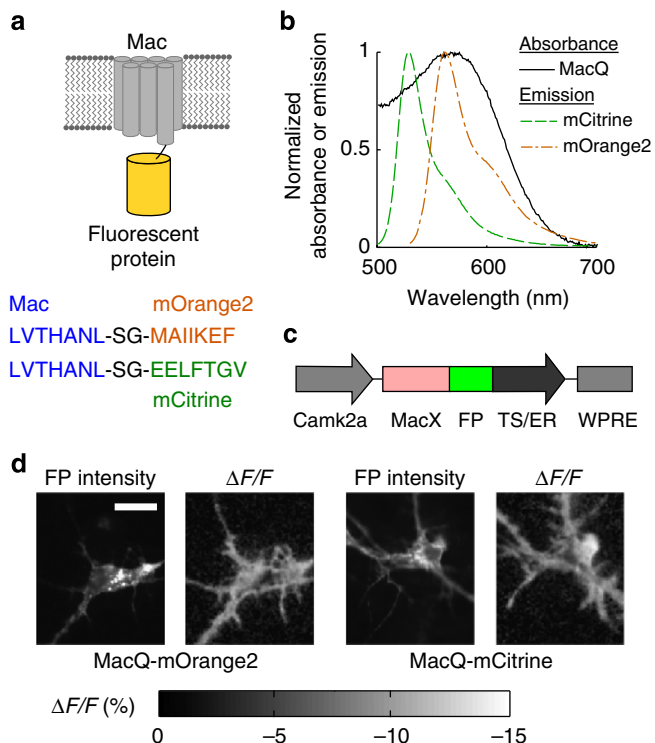 a
Mac
Fluorescent
protein
Mac mOrange2
LVTHANL-SG-MAIIKEF
LVTHANL-SG-EELFTGV
mCitrine
b
Normalized
absorbance or emission
1
0.5
0
500 600 700
Wavelength (nm)
Absorbance
MacQ
Emission
mCitrine
mOrange2
c
Camk2a MacX FP TS/ER WPRE
d
FP intensity ΔF/F FP intensity ΔF/F
MacQ-mOrange2 MacQ-mCitrine
ΔF/F (%)
0 –5 –10 –15